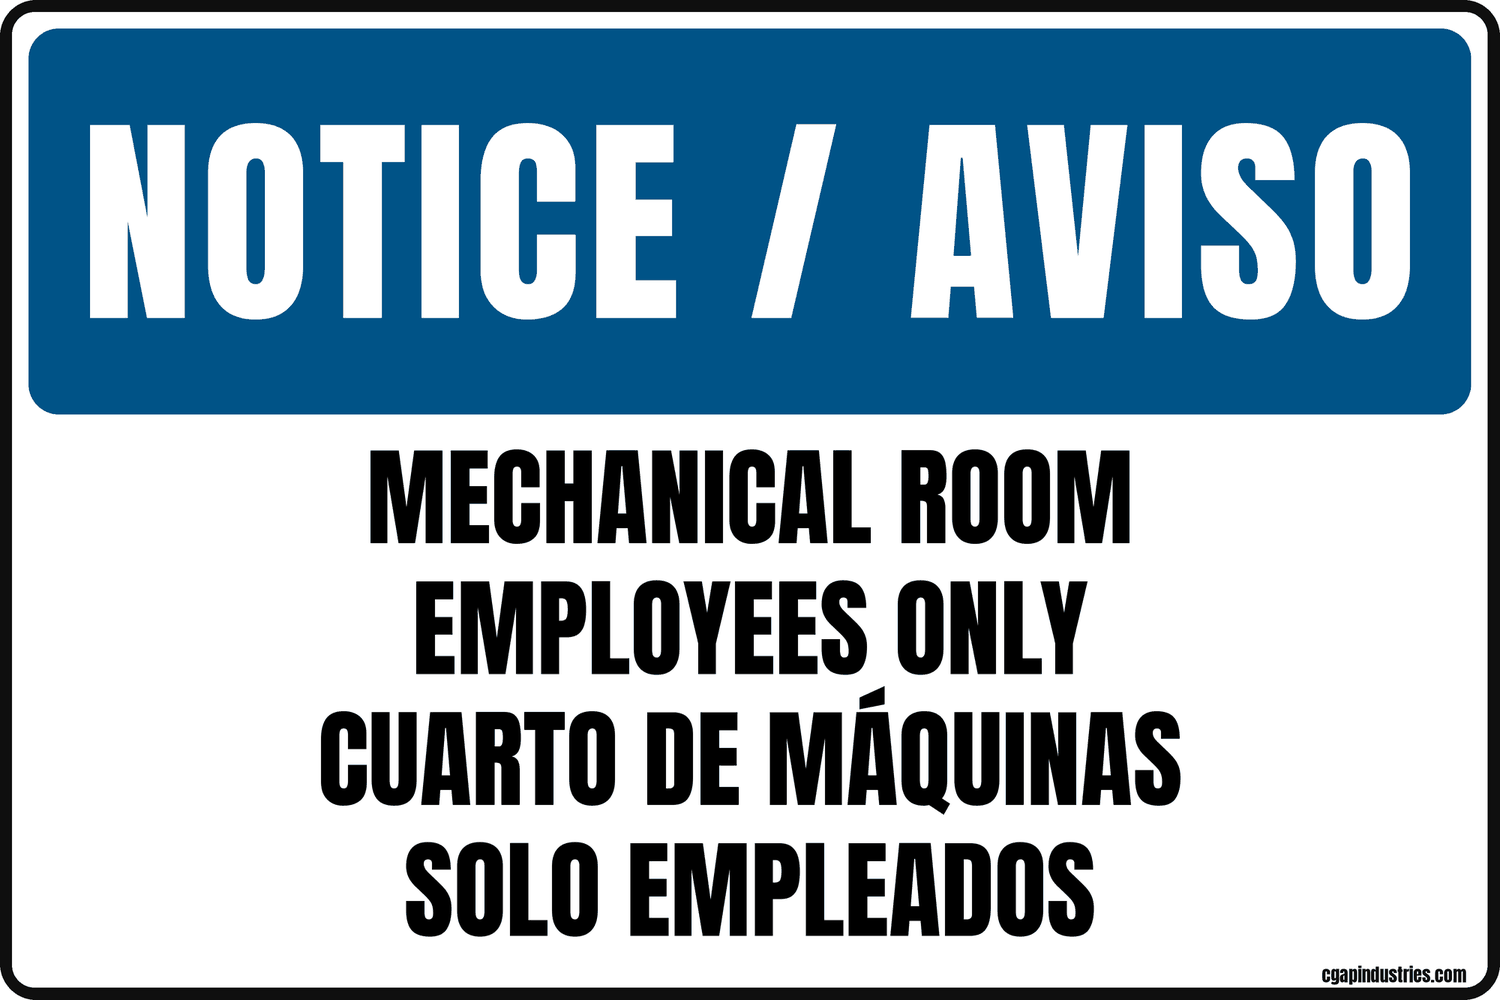 NOTICE / AVISO
MECHANICAL ROOM
EMPLOYEES ONLY
CUARTO DE MÁQUINAS
SOLO EMPLEADOS
cgapindustries.com